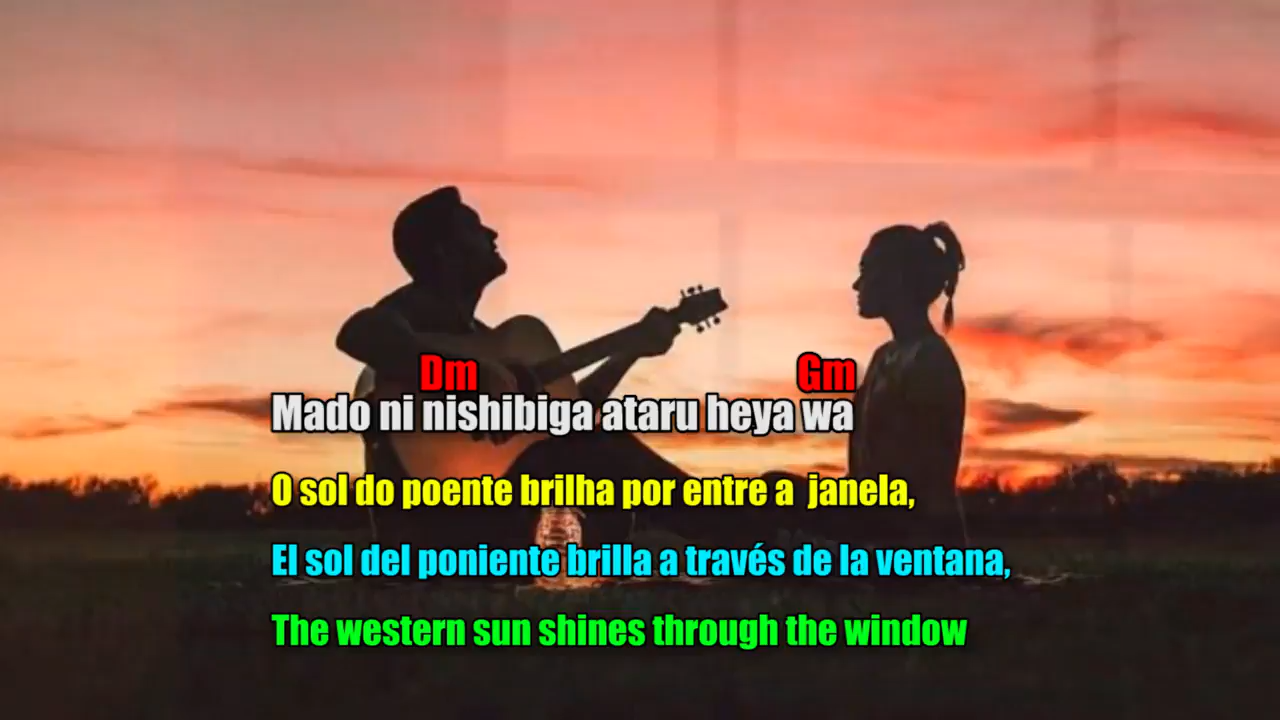 Dm Gm
Mado ni nishibiga ataru heya wa
O sol do poente brilha por entre a janela,
El sol del poniente brilla a través de la ventana,
The western sun shines through the window